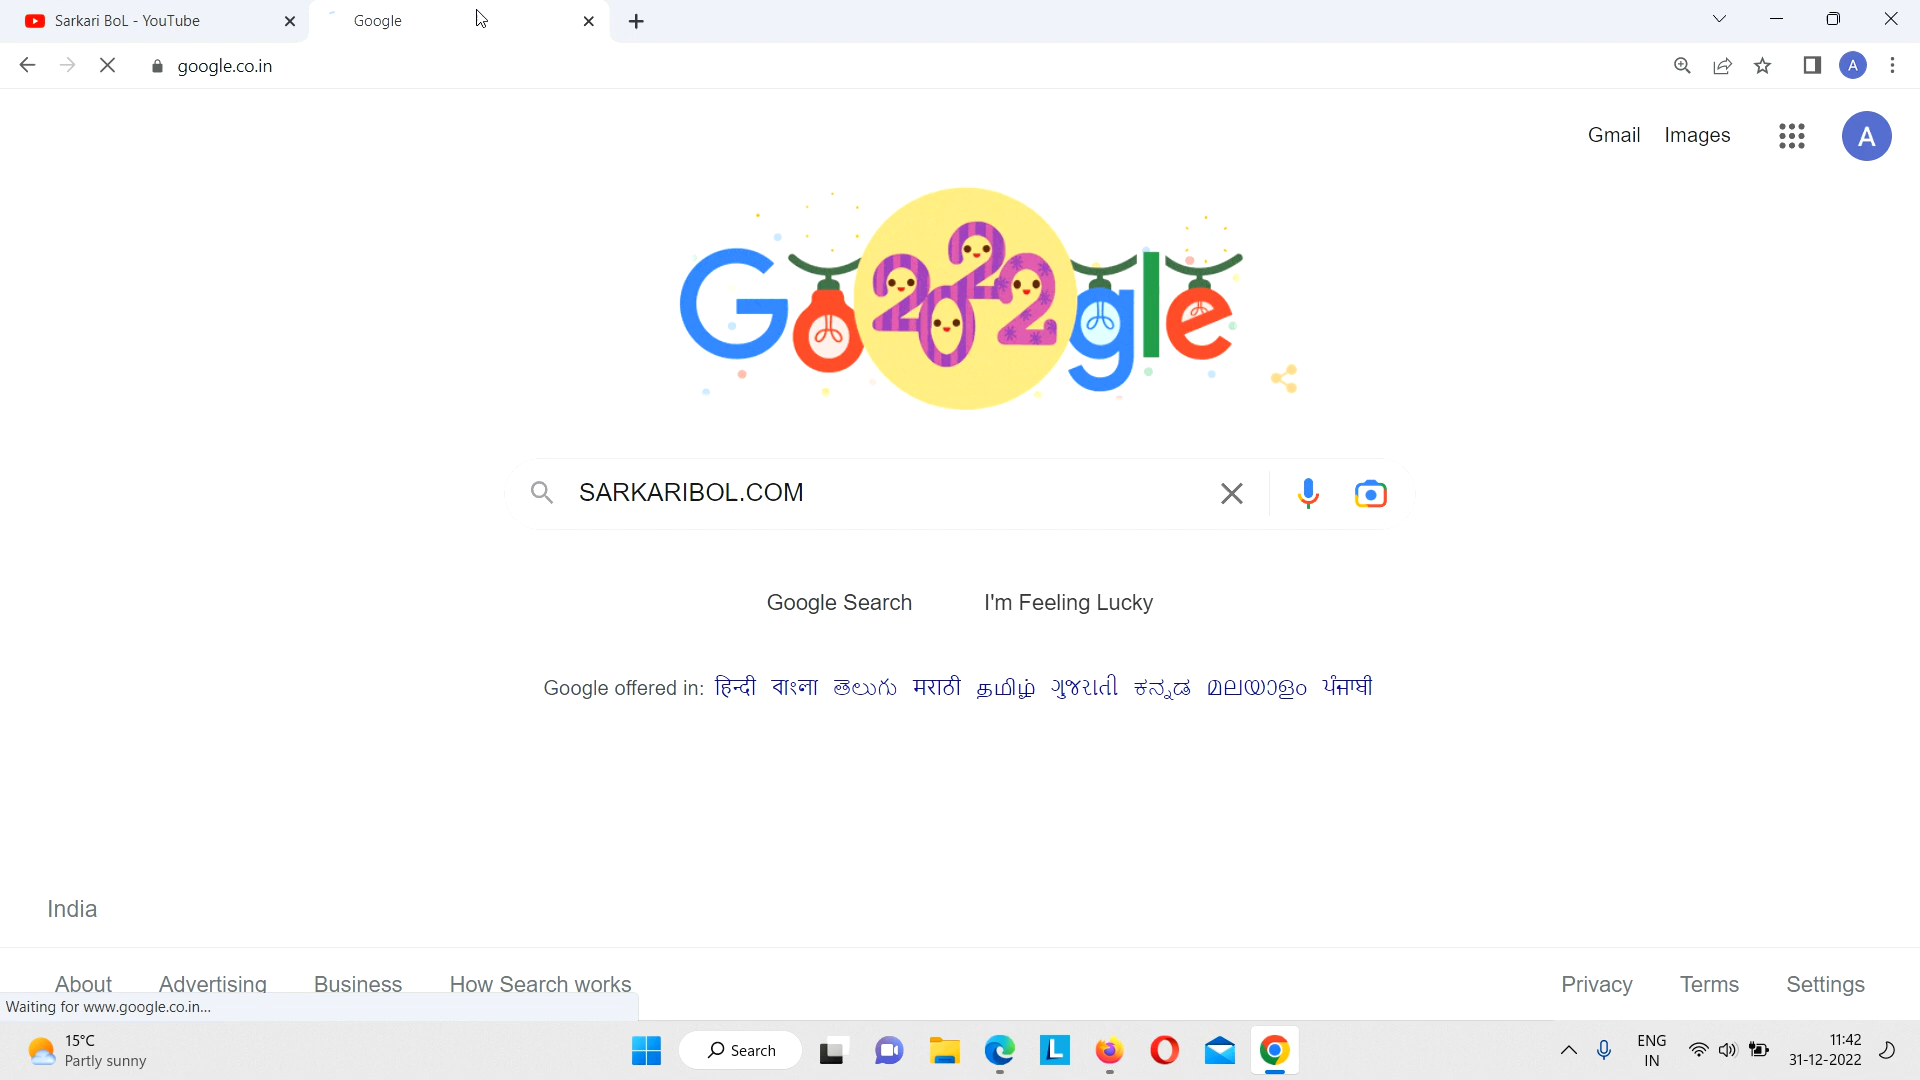 Sarkari BoL - YouTube
Google
google.co.in
A
Gmail Images
A
Go2022gle
SARKARIBOL.COM
Google Search I'm Feeling Lucky
Google offered in: हिन्दी বাংলা తెలుగు मराठी தமிழ் ગુજરાતી ಕನ್ನಡ മലയാളം ਪੰਜਾਬੀ
India
About Advertising Business How Search works Privacy Terms Settings
Waiting for www.google.co.in...
15°C
Partly sunny
Search
L
ENG
IN
11:42
31-12-2022